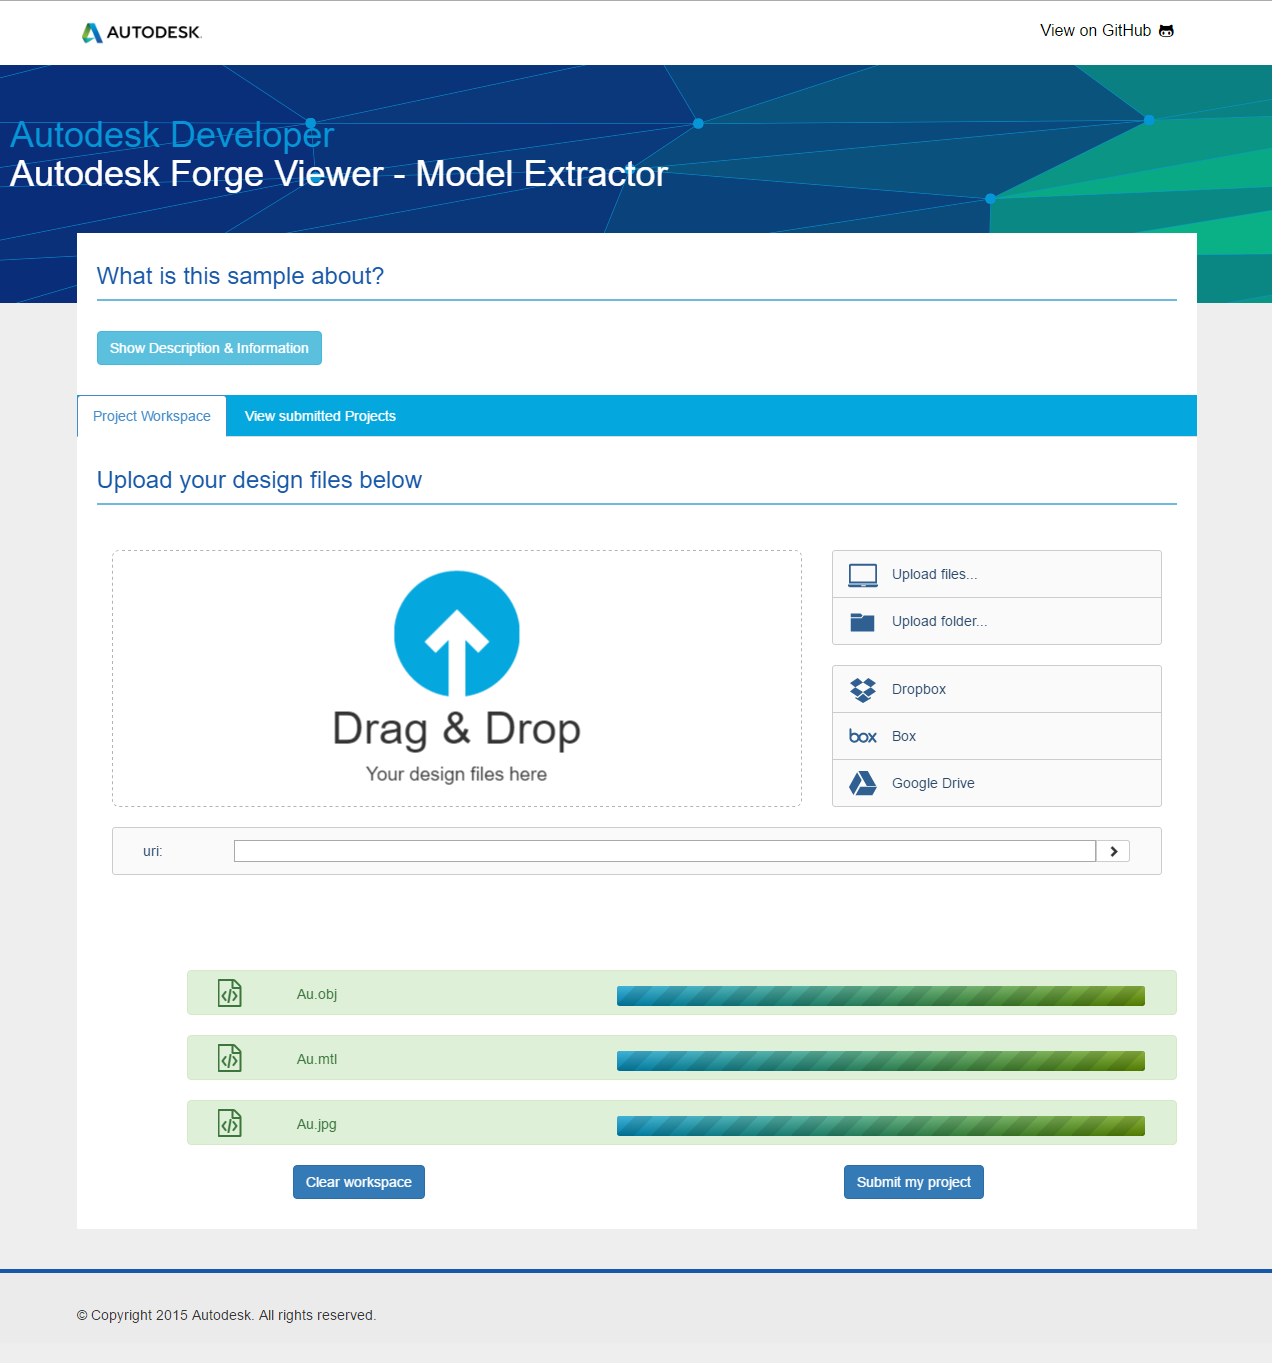 AUTODESK.
View on GitHub
Autodesk Developer
Autodesk Forge Viewer - Model Extractor
What is this sample about?
Show Description & Information
Project Workspace
View submitted Projects
Upload your design files below
Drag & Drop
Your design files here
Upload files...
Upload folder...
Dropbox
box Box
Google Drive
uri:
Au.obj
Au.mtl
Au.jpg
Clear workspace
Submit my project
© Copyright 2015 Autodesk. All rights reserved.